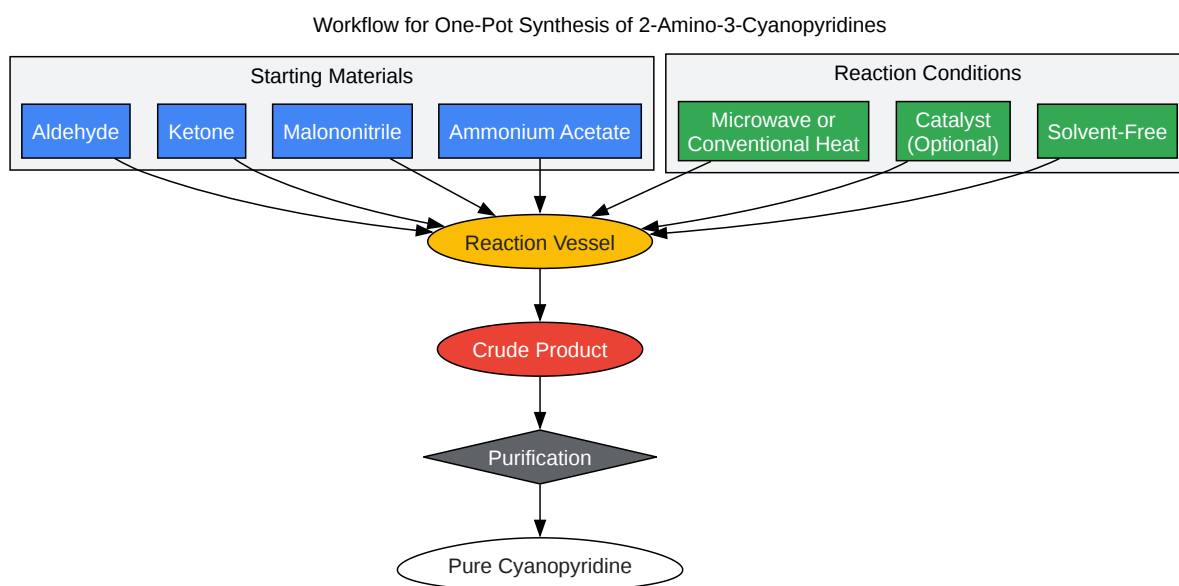 Workflow for One-Pot Synthesis of 2-Amino-3-Cyanopyridines
Starting Materials
Reaction Conditions
Aldehyde
Ketone
Malononitrile
Ammonium Acetate
Microwave or
Conventional Heat
Catalyst
(Optional)
Solvent-Free
Reaction Vessel
Crude Product
Purification
Pure Cyanopyridine